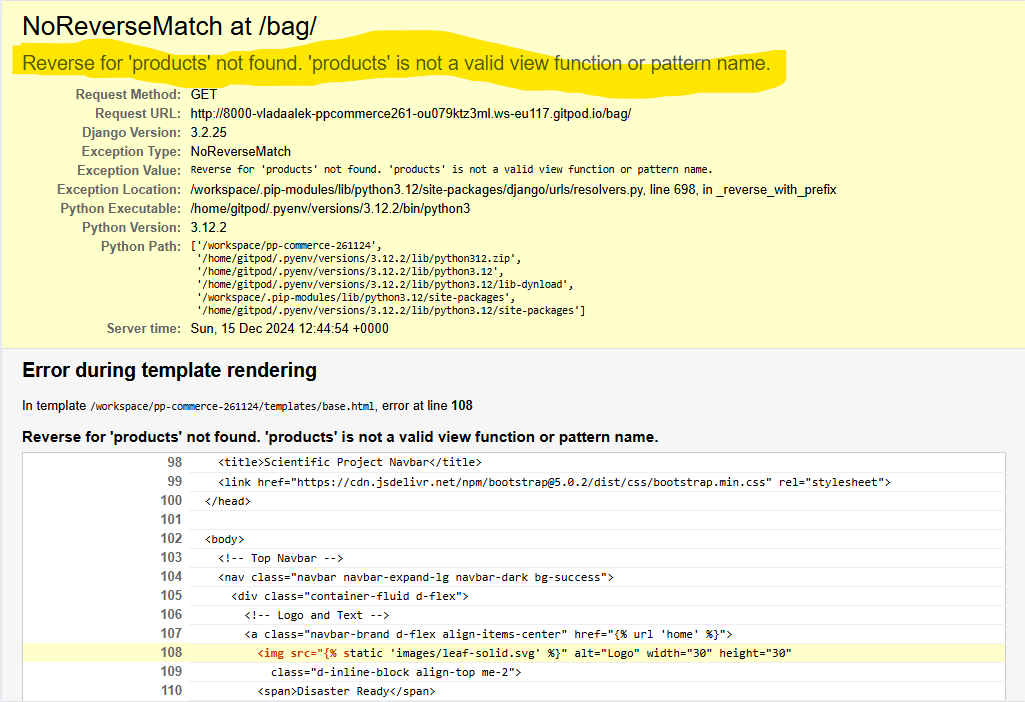 NoReverseMatch at /bag/
Reverse for 'products' not found. 'products' is not a valid view function or pattern name.
Request Method: GET
Request URL: http://8000-vladaalek-ppcommerce261-ou079ktz3ml.ws-eu117.gitpod.io/bag/
Django Version: 3.2.25
Exception Type: NoReverseMatch
Exception Value: Reverse for 'products' not found. 'products' is not a valid view function or pattern name.
Exception Location: /workspace/.pip-modules/lib/python3.12/site-packages/django/urls/resolvers.py, line 698, in _reverse_with_prefix
Python Executable: /home/gitpod/.pyenv/versions/3.12.2/bin/python3
Python Version: 3.12.2
Python Path: ['/workspace/pp-commerce-261124',
'/home/gitpod/.pyenv/versions/3.12.2/lib/python312.zip',
'/home/gitpod/.pyenv/versions/3.12.2/lib/python3.12',
'/home/gitpod/.pyenv/versions/3.12.2/lib/python3.12/lib-dynload',
'/workspace/.pip-modules/lib/python3.12/site-packages',
'/home/gitpod/.pyenv/versions/3.12.2/lib/python3.12/site-packages']
Server time: Sun, 15 Dec 2024 12:44:54 +0000
Error during template rendering
In template /workspace/pp-commerce-261124/templates/base.html, error at line 108
Reverse for 'products' not found. 'products' is not a valid view function or pattern name.
98 <title>Scientific Project Navbar</title>
99 <link href="https://cdn.jsdelivr.net/npm/bootstrap@5.0.2/dist/css/bootstrap.min.css" rel="stylesheet">
100 </head>
101
102 <body>
103 <!-- Top Navbar -->
104 <nav class="navbar navbar-expand-lg navbar-dark bg-success">
105 <div class="container-fluid d-flex">
106 <!-- Logo and Text -->
107 <a class="navbar-brand d-flex align-items-center" href="{% url 'home' %}">
108 <img src="{% static 'images/leaf-solid.svg' %}" alt="Logo" width="30" height="30"
109 class="d-inline-block align-top me-2">
110 <span>Disaster Ready</span>